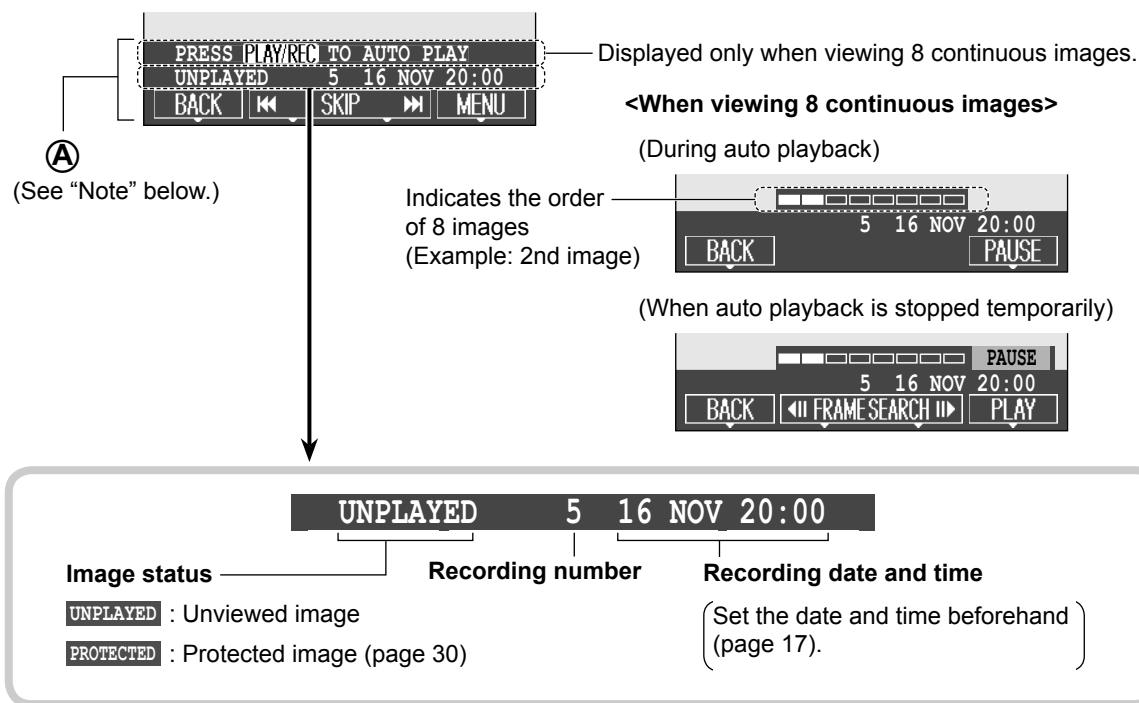 PRESS PLAY/REC TO AUTO PLAY
UNPLAYED 5 16 NOV 20:00
BACK ⏮ SKIP ⏭ MENU
Displayed only when viewing 8 continuous images.
Ⓐ
(See “Note” below.)
<When viewing 8 continuous images>
(During auto playback)
Indicates the order
of 8 images
(Example: 2nd image)
5 16 NOV 20:00
BACK PAUSE
(When auto playback is stopped temporarily)
PAUSE
5 16 NOV 20:00
BACK ◀II FRAME SEARCH II▶ PLAY
UNPLAYED 5 16 NOV 20:00
Image status
Recording number
Recording date and time
UNPLAYED : Unviewed image
PROTECTED : Protected image (page 30)
Set the date and time beforehand
(page 17).